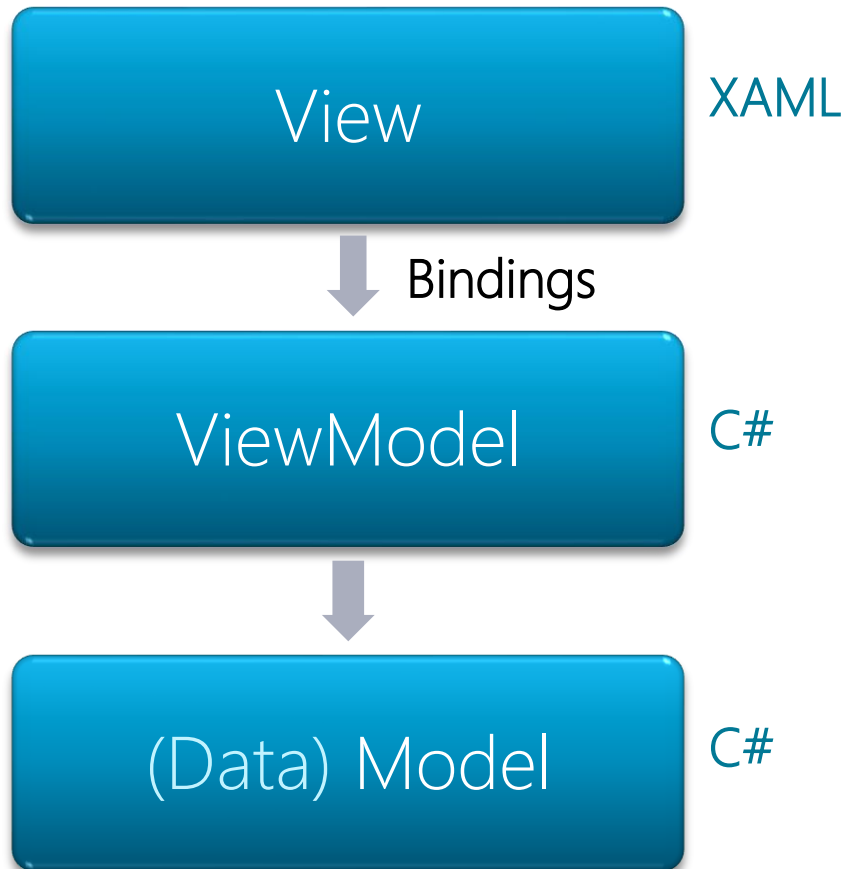 View
XAML
Bindings
ViewModel
C#
(Data) Model
C#